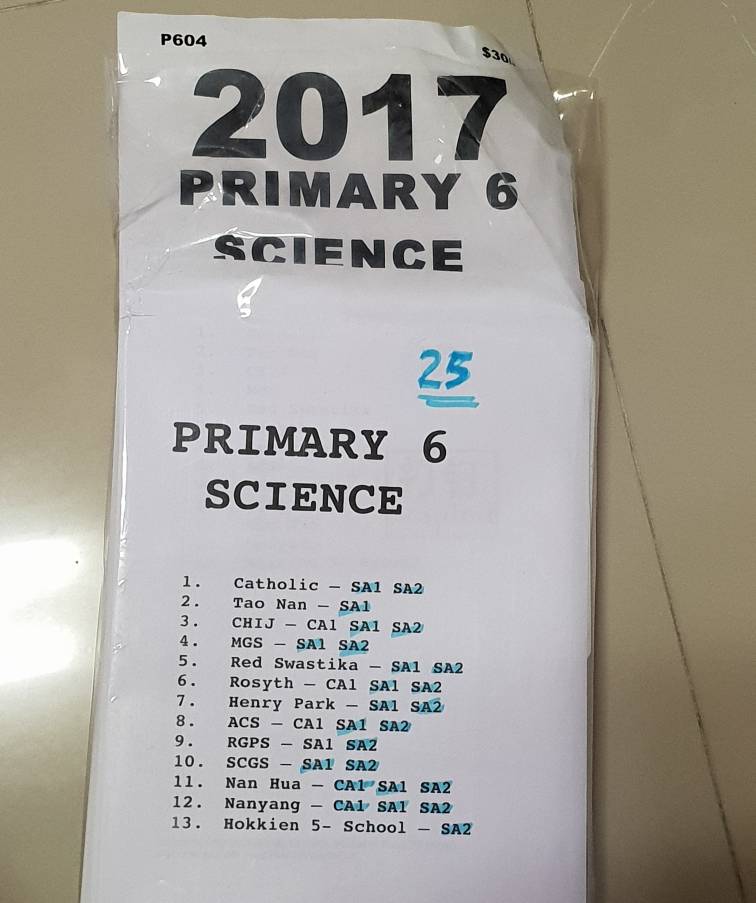 P604
2017
PRIMARY 6
SCIENCE
25
PRIMARY 6
SCIENCE
1. Catholic – SA1 SA2
2. Tao Nan – SA1
3. CHIJ – CA1 SA1 SA2
4. MGS – SA1 SA2
5. Red Swastika – SA1 SA2
6. Rosyth – CA1 SA1 SA2
7. Henry Park – SA1 SA2
8. ACS – CA1 SA1 SA2
9. RGPS – SA1 SA2
10. SCGS – SA1 SA2
11. Nan Hua – CA1 SA1 SA2
12. Nanyang – CA1 SA1 SA2
13. Hokkien 5- School – SA2